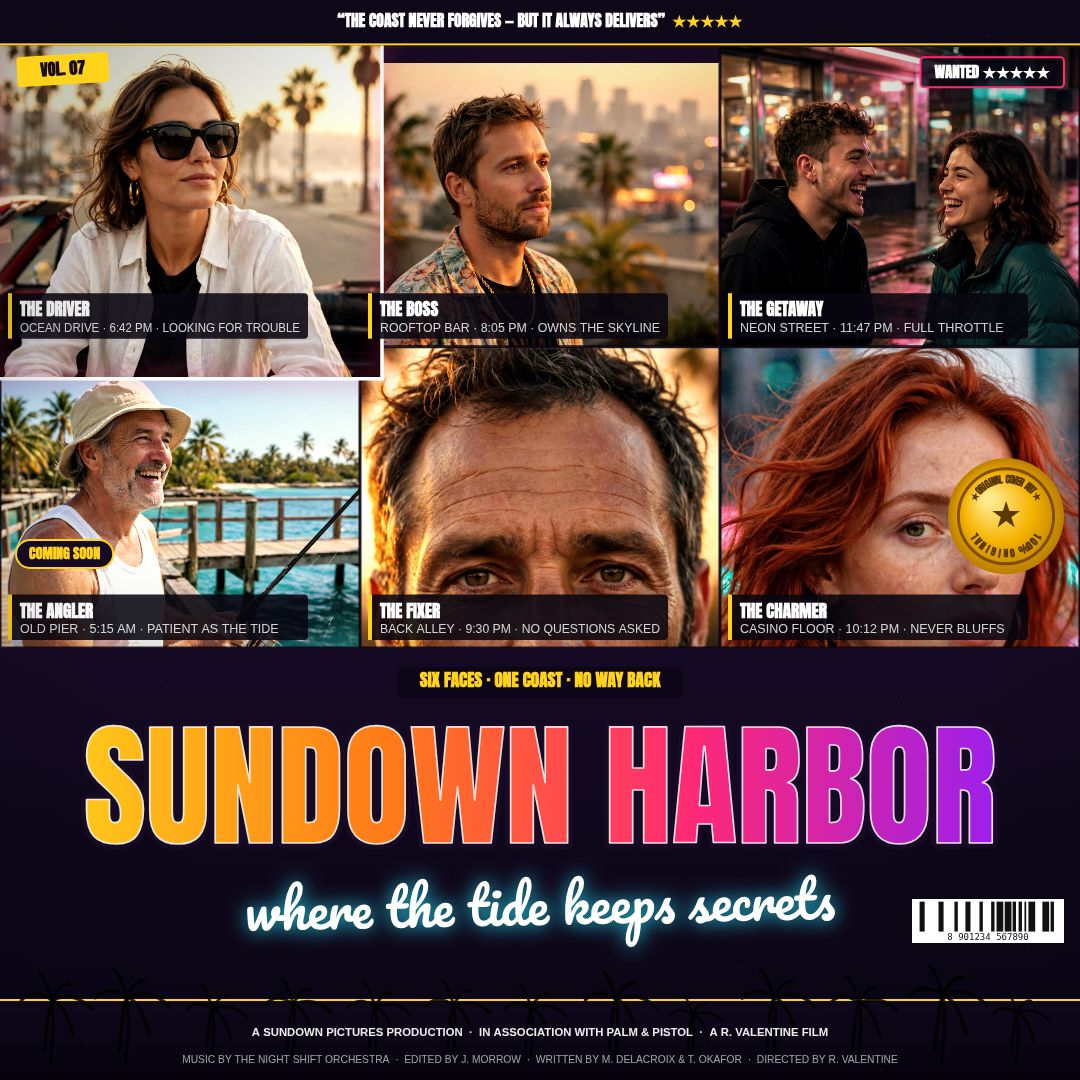 “THE COAST NEVER FORGIVES — BUT IT ALWAYS DELIVERS” ★★★★★
VOL. 07
WANTED ★★★★★
THE DRIVER
OCEAN DRIVE · 6:42 PM · LOOKING FOR TROUBLE
THE BOSS
ROOFTOP BAR · 8:05 PM · OWNS THE SKYLINE
THE GETAWAY
NEON STREET · 11:47 PM · FULL THROTTLE
COMING SOON
THE ANGLER
OLD PIER · 5:15 AM · PATIENT AS THE TIDE
THE FIXER
BACK ALLEY · 9:30 PM · NO QUESTIONS ASKED
★ ORIGINAL COVER ART ★
100% ORIGINAL
THE CHARMER
CASINO FLOOR · 10:12 PM · NEVER BLUFFS
SIX FACES · ONE COAST · NO WAY BACK
SUNDOWN HARBOR
where the tide keeps secrets
8 901234 567890
A SUNDOWN PICTURES PRODUCTION · IN ASSOCIATION WITH PALM & PISTOL · A R. VALENTINE FILM
MUSIC BY THE NIGHT SHIFT ORCHESTRA · EDITED BY J. MORROW · WRITTEN BY M. DELACROIX & T. OKAFOR · DIRECTED BY R. VALENTINE